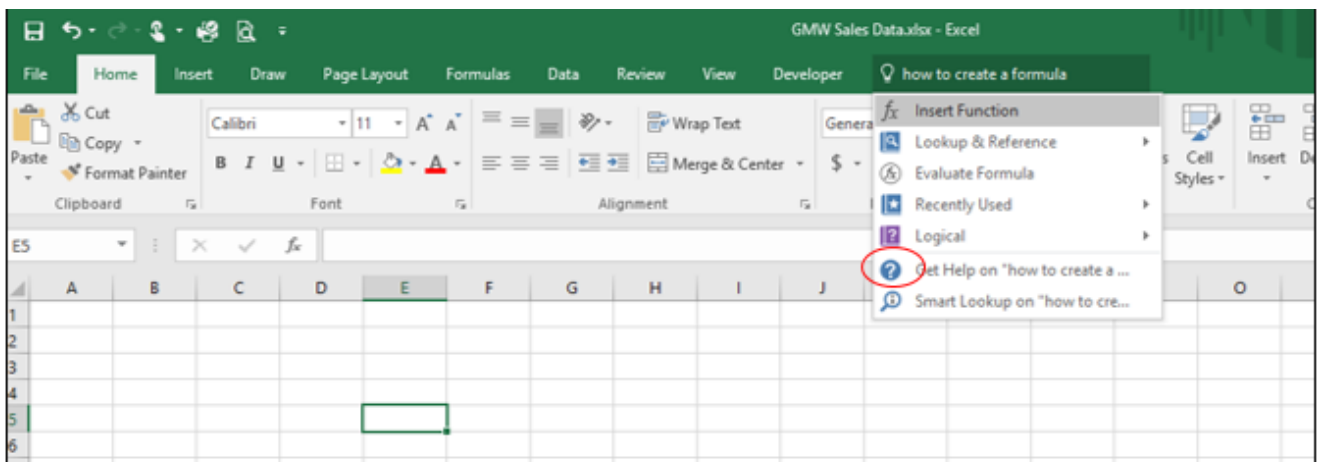 GMW Sales Data.xlsx - Excel
File Home Insert Draw Page Layout Formulas Data Review View Developer how to create a formula
Cut
Copy
Format Painter
Paste
Clipboard
Calibri 11
B I U
Font
Wrap Text
Merge & Center
Alignment
Genera
$
fx Insert Function
Lookup & Reference
fx Evaluate Formula
Recently Used
Logical
Get Help on "how to create a ...
Smart Lookup on "how to cre...
Cell
Styles
Insert
E5 fx
A B C D E F G H I J O
1
2
3
4
5
6